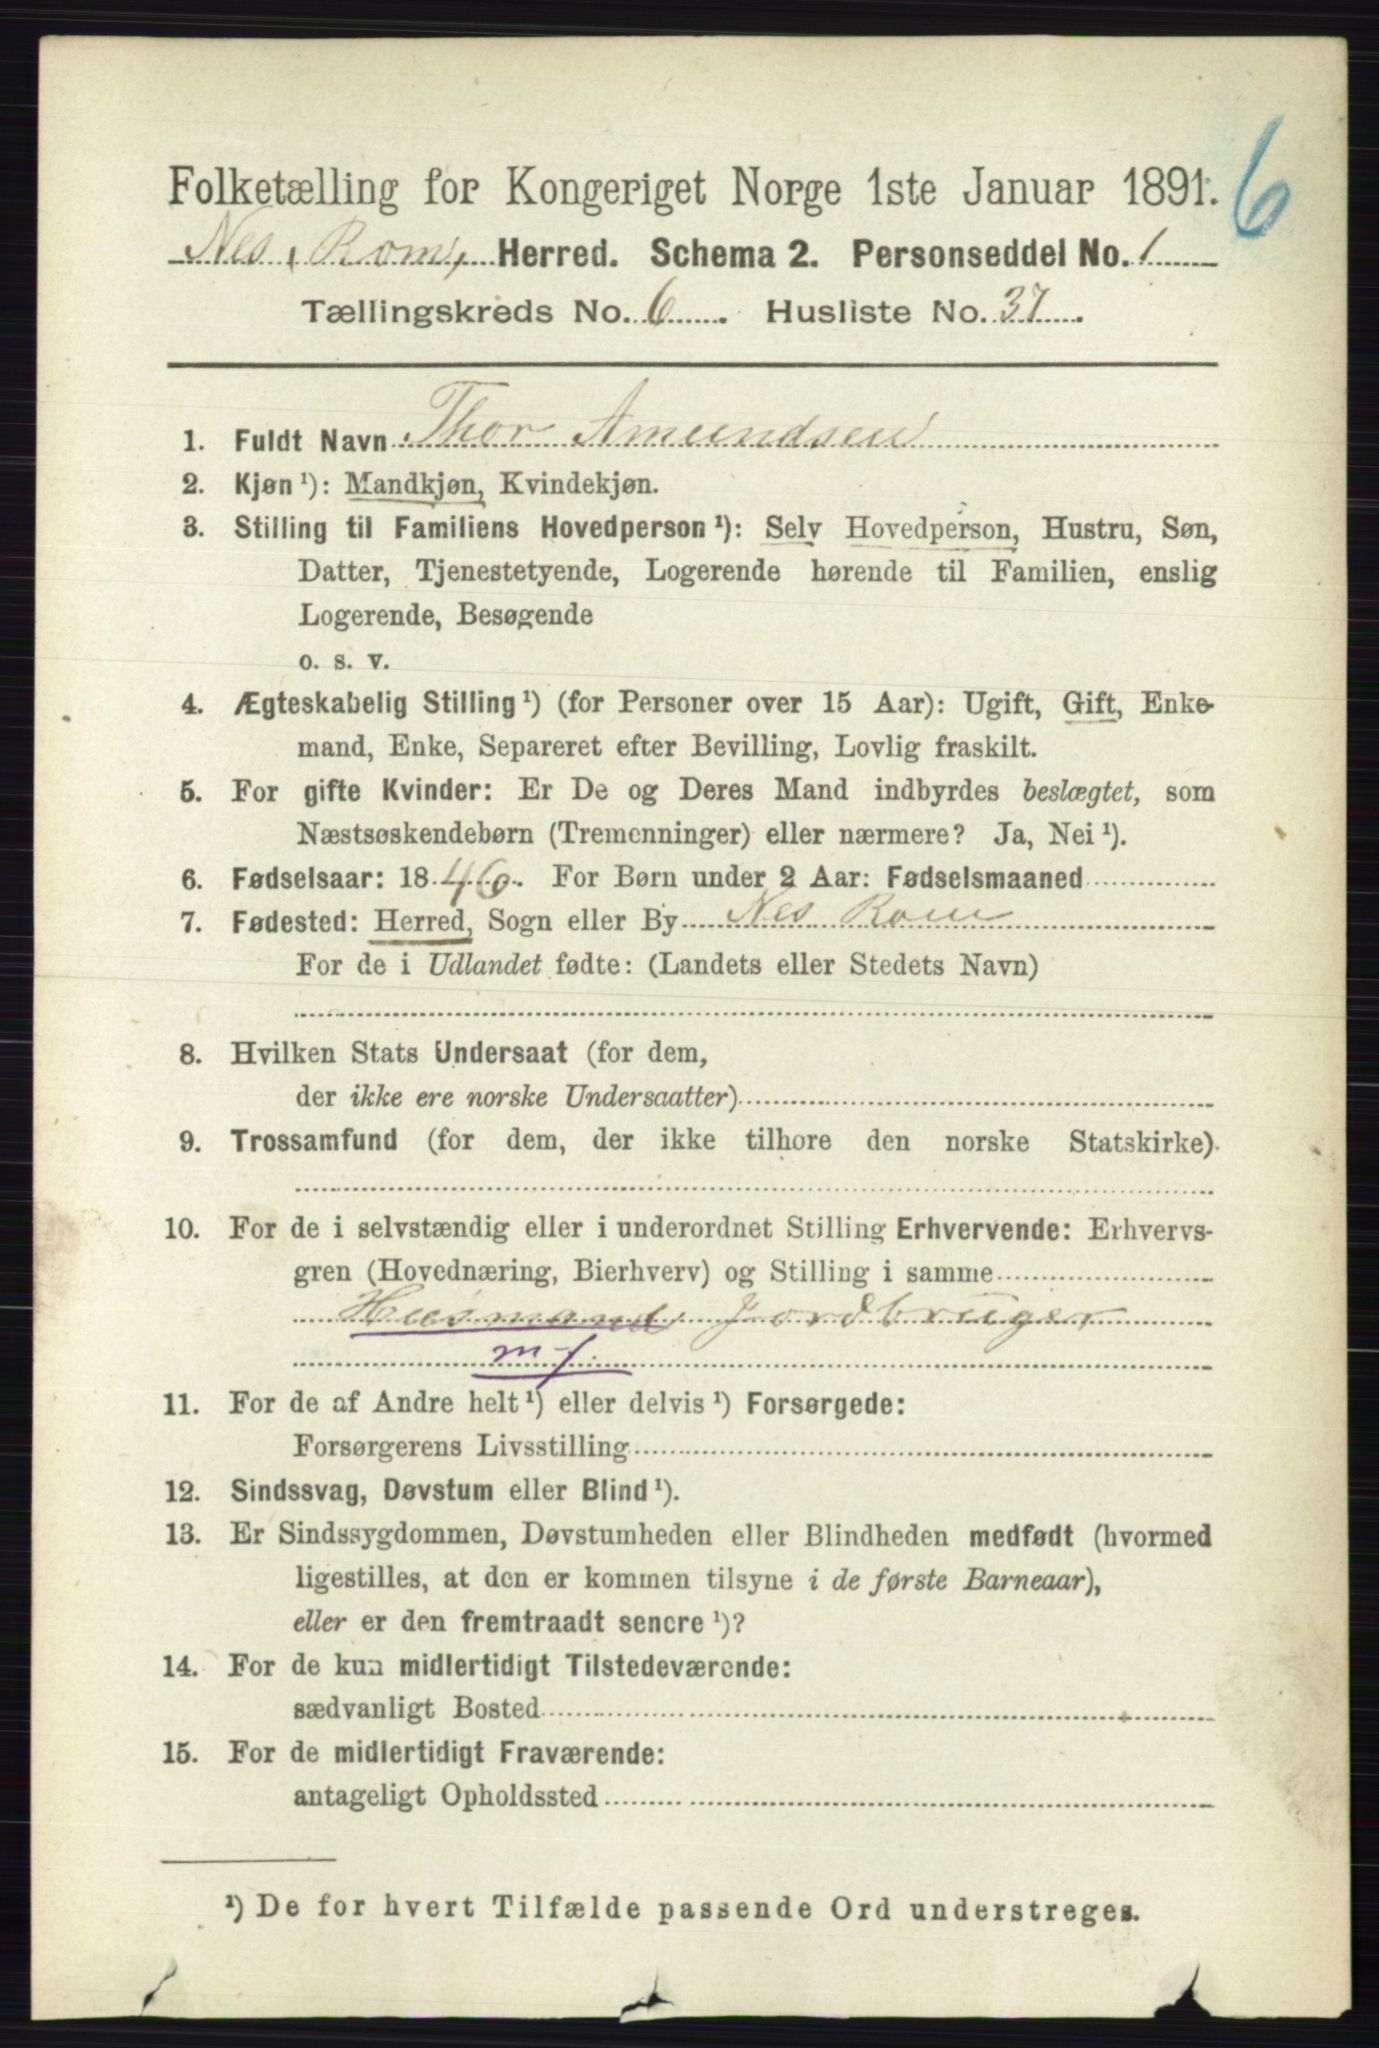 6
Folketælling for Kongeriget Norge 1ste Januar 1891.
Nes, Rom, Herred. Schema 2. Personseddel No. 1
Tællingskreds No. 6. Husliste No. 37.
1. Fuldt Navn Thor Amundsen
2. Kjøn ¹): Mandkjøn, Kvindekjøn.
3. Stilling til Familiens Hovedperson ¹): Selv Hovedperson, Hustru, Søn,
Datter, Tjenestetyende, Logerende hørende til Familien, enslig
Logerende, Besøgende
o. s. v.
4. Ægteskabelig Stilling ¹) (for Personer over 15 Aar): Ugift, Gift, Enke-
mand, Enke, Separeret efter Bevilling, Lovlig fraskilt.
5. For gifte Kvinder: Er De og Deres Mand indbyrdes beslægtet, som
Næstsøskendebørn (Tremenninger) eller nærmere? Ja, Nei ¹).
6. Fødselsaar: 1846. For Børn under 2 Aar: Fødselsmaaned
7. Fødested: Herred, Sogn eller By Nes Rom
For de i Udlandet fødte: (Landets eller Stedets Navn)
8. Hvilken Stats Undersaat (for dem,
der ikke ere norske Undersaatter)
9. Trossamfund (for dem, der ikke tilhore den norske Statskirke)
10. For de i selvstændig eller i underordnet Stilling Erhvervende: Erhvervs-
gren (Hovednæring, Bierhverv) og Stilling i samme
Husmand, Jordbruger
m j.
11. For de af Andre helt ¹) eller delvis ¹) Forsørgede:
Forsørgerens Livsstilling
12. Sindssvag, Døvstum eller Blind ¹).
13. Er Sindssygdommen, Døvstumheden eller Blindheden medfødt (hvormed
ligestilles, at den er kommen tilsyne i de første Barneaar),
eller er den fremtraadt senere ¹)?
14. For de kun midlertidigt Tilstedeværende:
sædvanligt Bosted
15. For de midlertidigt Fraværende:
antageligt Opholdssted
¹) De for hvert Tilfælde passende Ord understreges.